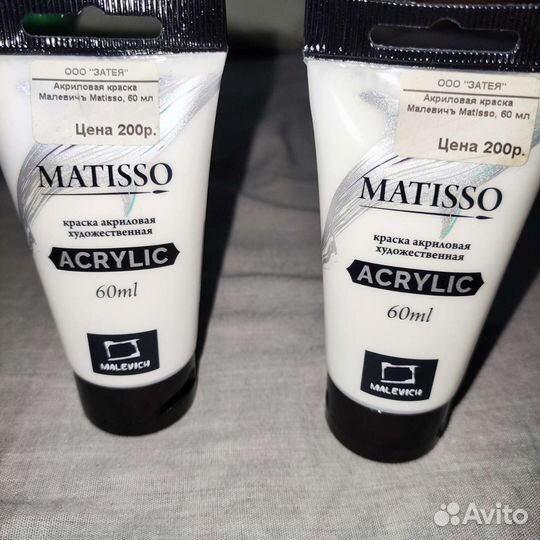 ООО "ЗАТЕЯ"
Акриловая краска
Малевичъ Matisso, 60 мл
Цена 200р.
MATISSO
краска акриловая
художественная
ACRYLIC
60ml
MALEVICH
ООО "ЗАТЕЯ"
Акриловая краска
Малевичъ Matisso, 60 мл
Цена 200р.
MATISSO
краска акриловая
художественная
ACRYLIC
60ml
MALEVICH
Avito